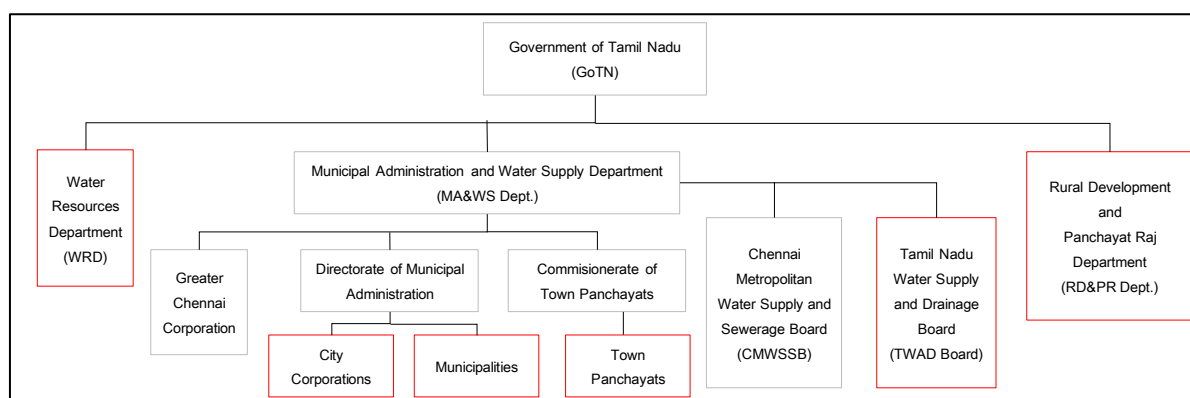 Government of Tamil Nadu
(GoTN)
Water
Resources
Department
(WRD)
Municipal Administration and Water Supply Department
(MA&WS Dept.)
Rural Development
and
Panchayat Raj
Department
(RD&PR Dept.)
Greater
Chennai
Corporation
Directorate of Municipal
Administration
Commisionerate of
Town Panchayats
Chennai
Metropolitan
Water Supply and
Sewerage Board
(CMWSSB)
Tamil Nadu
Water Supply
and Drainage
Board
(TWAD Board)
City
Corporations
Municipalities
Town
Panchayats